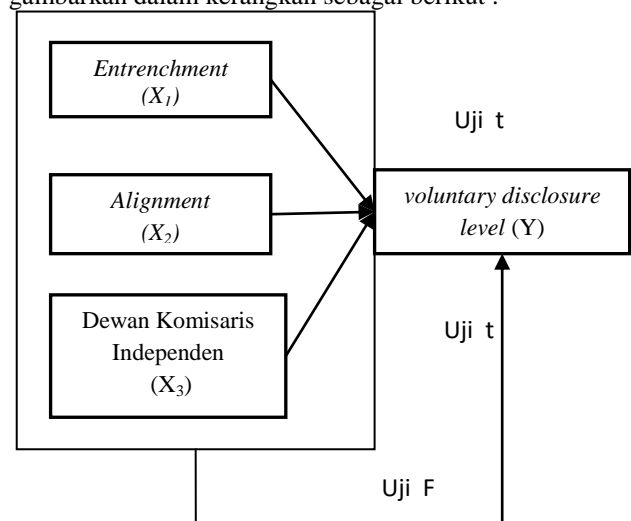 gambarkan dalam kerangkan sebagai berikut :
Entrenchment
(X1)
Uji t
Alignment
(X2)
voluntary disclosure
level (Y)
Dewan Komisaris
Independen
(X3)
Uji t
Uji F